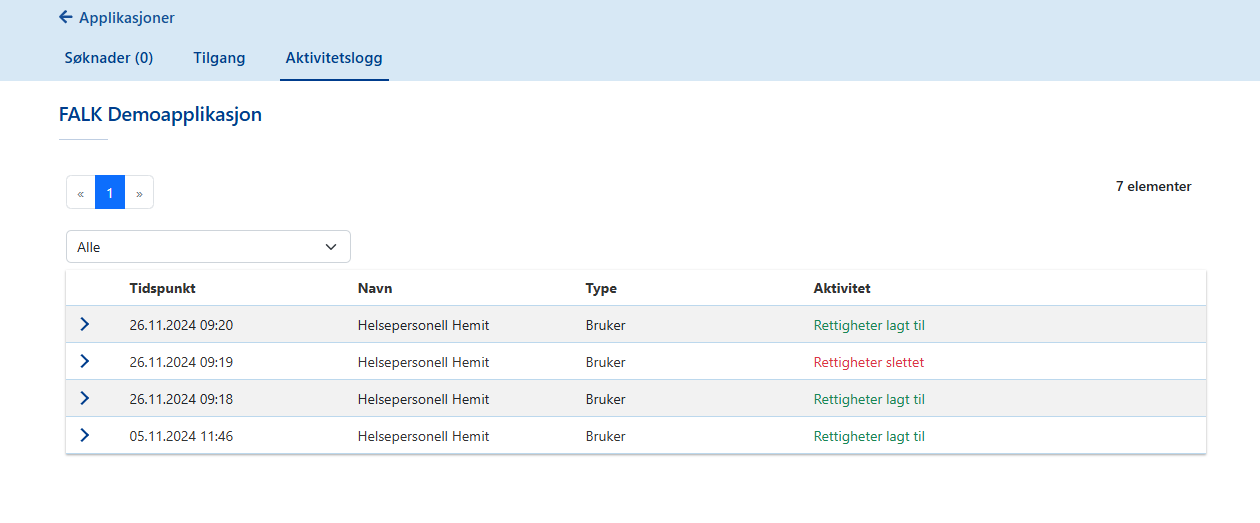 Applikasjoner
Søknader (0) Tilgang Aktivitetslogg
FALK Demoapplikasjon
« 1 »
7 elementer
Alle
Tidspunkt Navn Type Aktivitet
26.11.2024 09:20 Helsepersonell Hemit Bruker Rettigheter lagt til
26.11.2024 09:19 Helsepersonell Hemit Bruker Rettigheter slettet
26.11.2024 09:18 Helsepersonell Hemit Bruker Rettigheter lagt til
05.11.2024 11:46 Helsepersonell Hemit Bruker Rettigheter lagt til